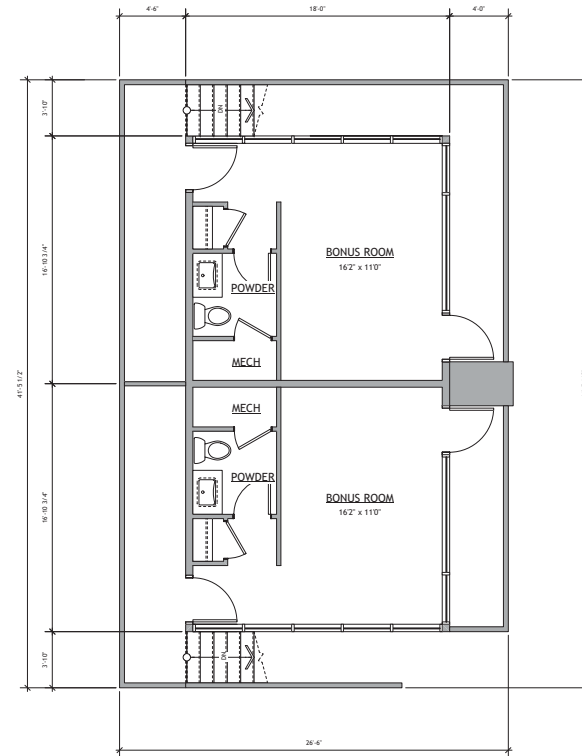 4'-6"
18'-0"
4'-0"
3'-10"
DN
16'-10 3/4"
BONUS ROOM
16'2" x 11'0"
POWDER
MECH
41'-5 1/2"
MECH
POWDER
BONUS ROOM
16'2" x 11'0"
16'-10 3/4"
3'-10"
DN
26'-6"